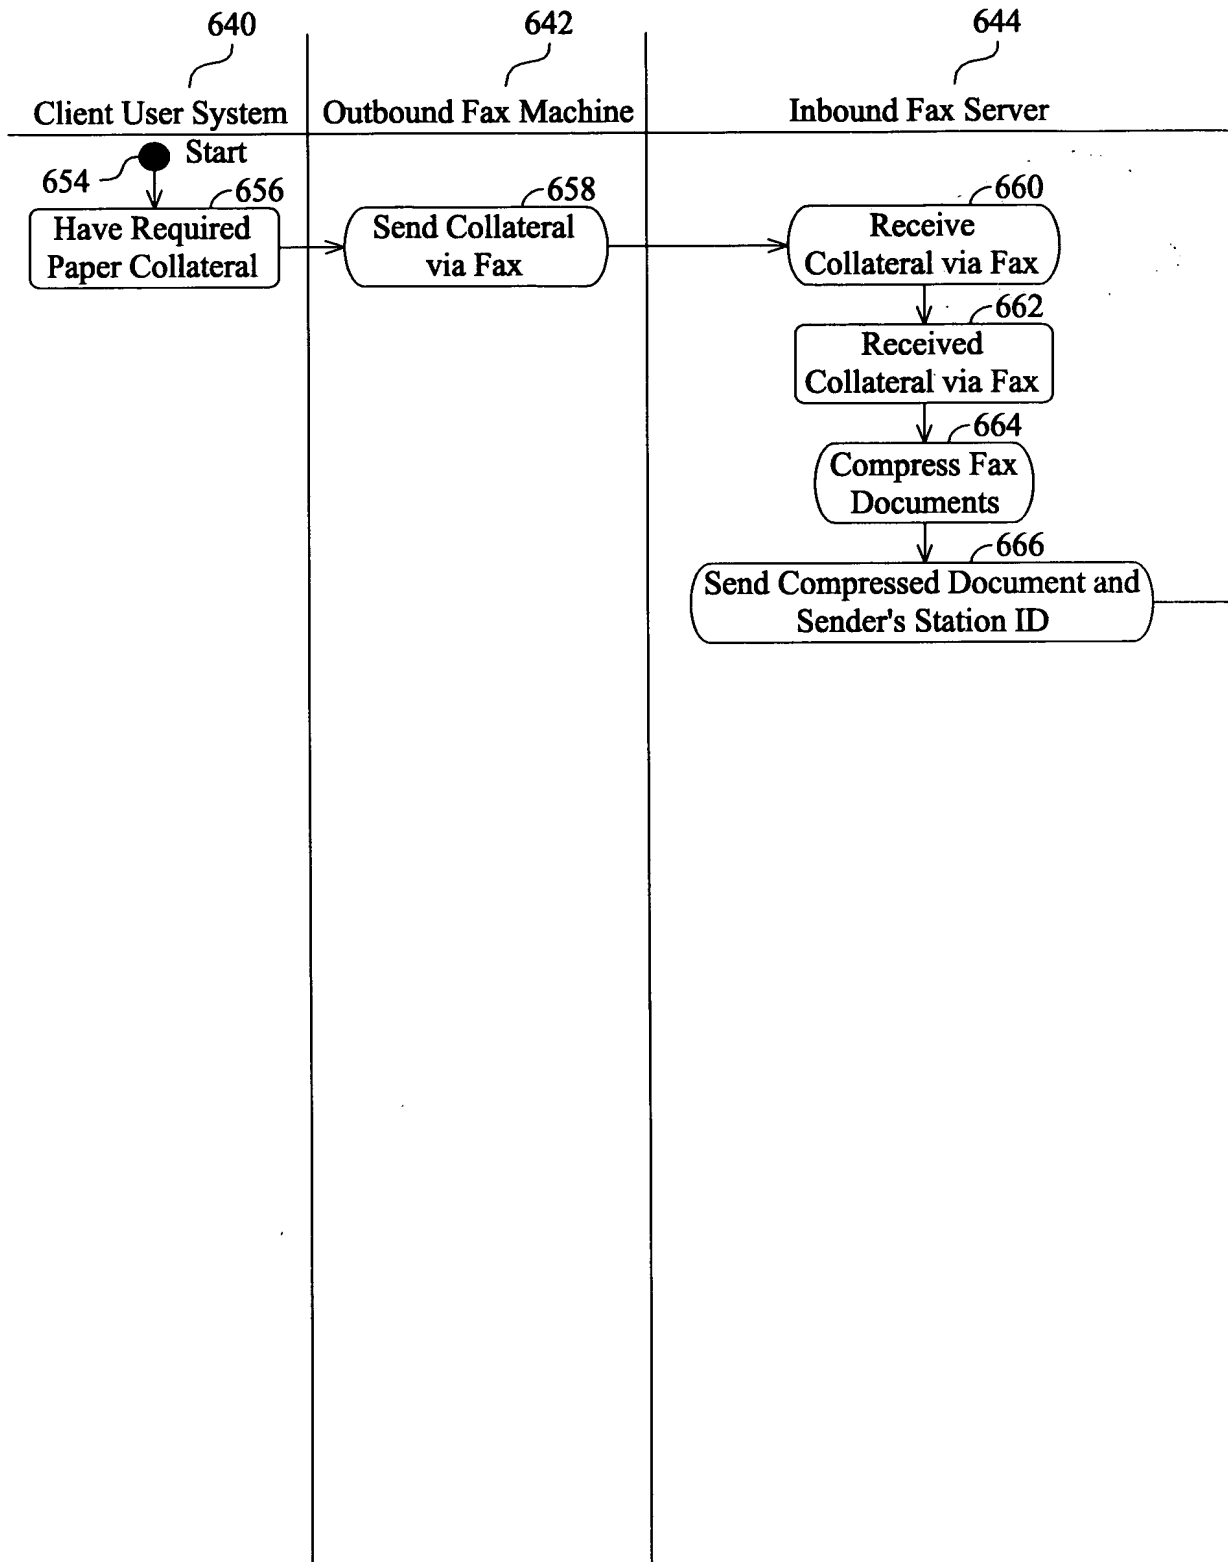 640
642
644
Client User System
Outbound Fax Machine
Inbound Fax Server
Start
654
656
Have Required
Paper Collateral
658
Send Collateral
via Fax
660
Receive
Collateral via Fax
662
Received
Collateral via Fax
664
Compress Fax
Documents
666
Send Compressed Document and
Sender's Station ID